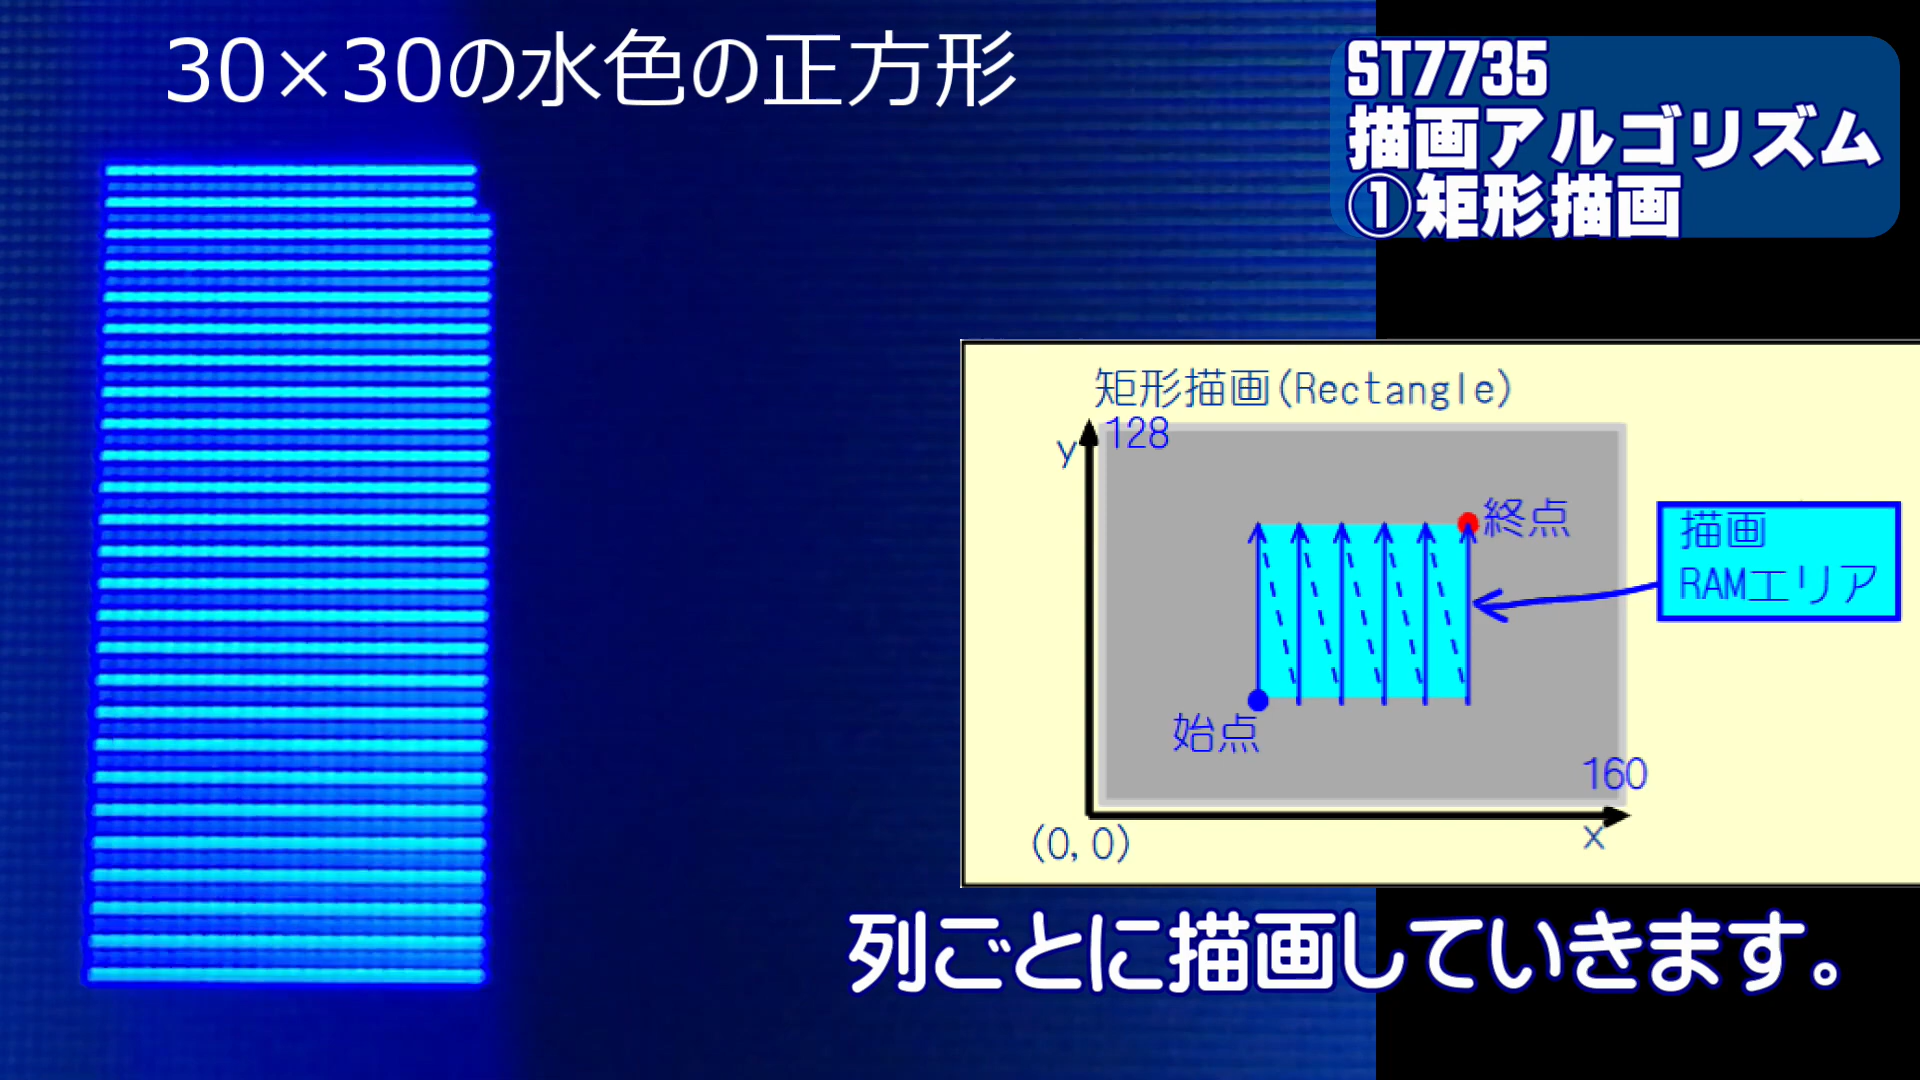 30×30の水色の正方形
ST7735
描画アルゴリズム
①矩形描画
矩形描画(Rectangle)
128
y
終点
描画
RAMエリア
始点
160
x
(0,0)
列ごとに描画していきます。